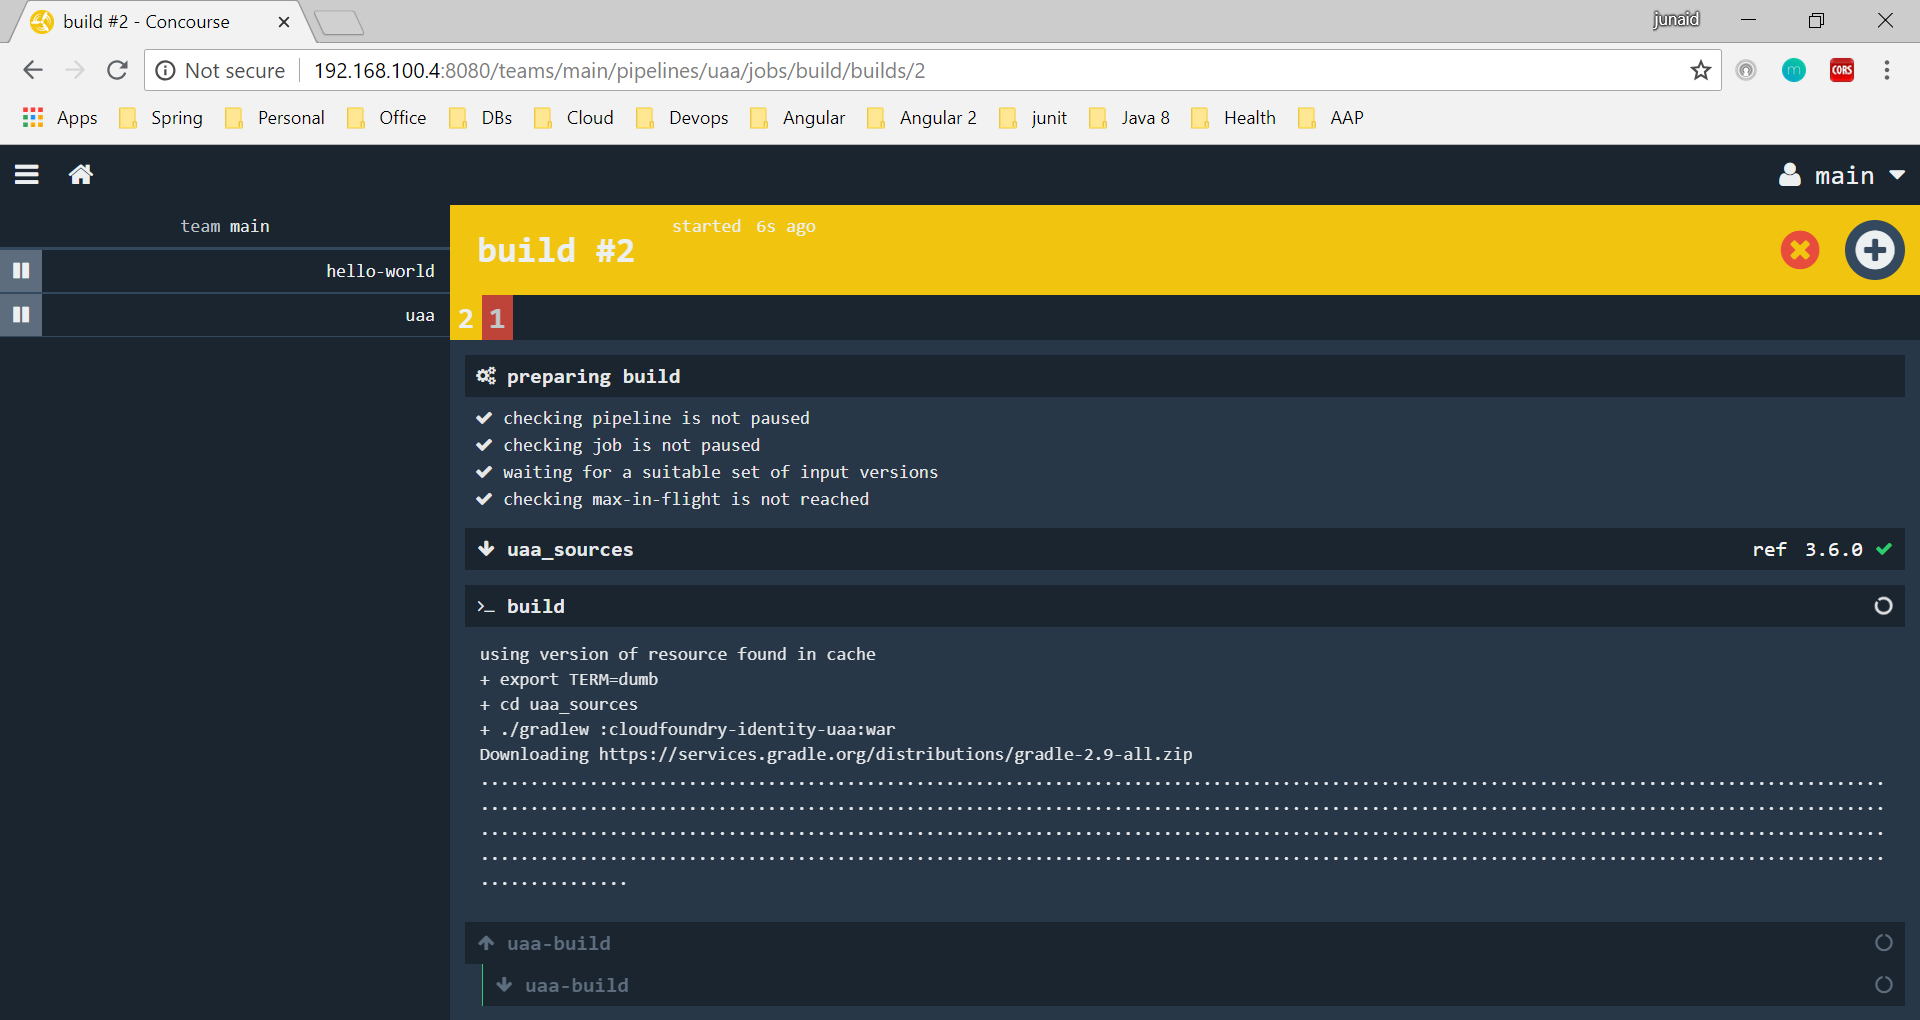 build #2 - Concourse
junaid
Not secure 192.168.100.4:8080/teams/main/pipelines/uaa/jobs/build/builds/2
CORS
m
Apps Spring Personal Office DBs Cloud Devops Angular Angular 2 junit Java 8 Health AAP
main
team main
hello-world
uaa
build #2 started 6s ago
2 1
preparing build
checking pipeline is not paused
checking job is not paused
waiting for a suitable set of input versions
checking max-in-flight is not reached
uaa_sources ref 3.6.0
>_ build
using version of resource found in cache
+ export TERM=dumb
+ cd uaa_sources
+ ./gradlew :cloudfoundry-identity-uaa:war
Downloading https://services.gradle.org/distributions/gradle-2.9-all.zip
..............................................................................................................................................
..............................................................................................................................................
..............................................................................................................................................
..............................................................................................................................................
...............
uaa-build
uaa-build